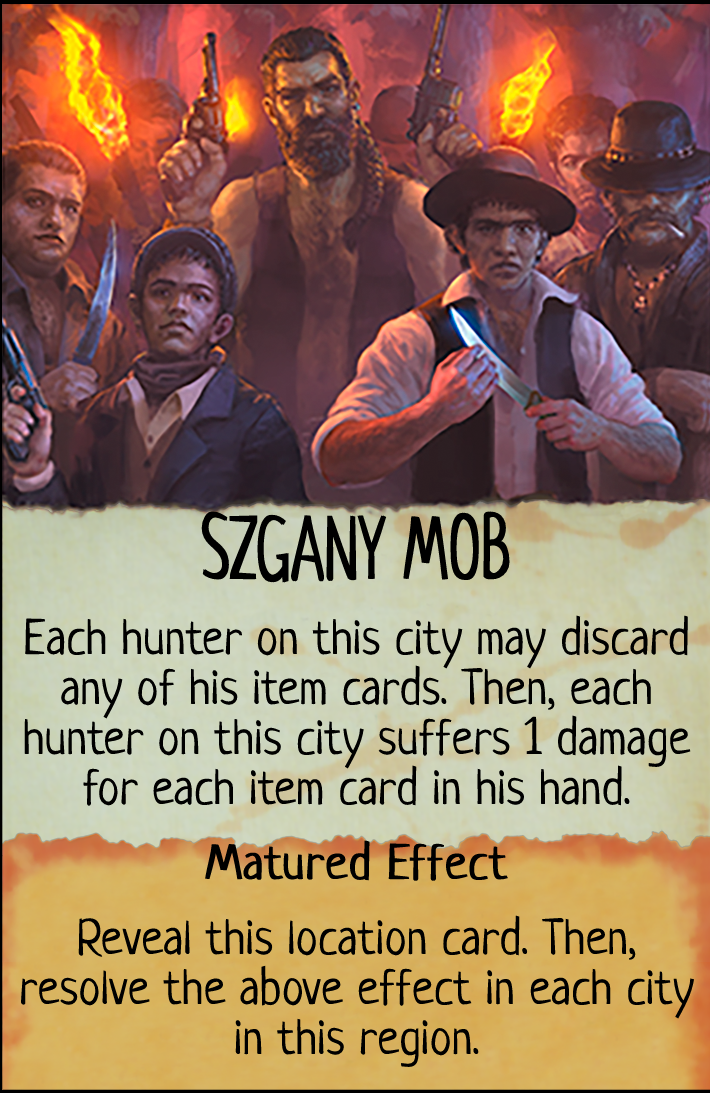 SZGANY MOB
Each hunter on this city may discard
any of his item cards. Then, each
hunter on this city suffers 1 damage
for each item card in his hand.
Matured Effect
Reveal this location card. Then,
resolve the above effect in each city
in this region.